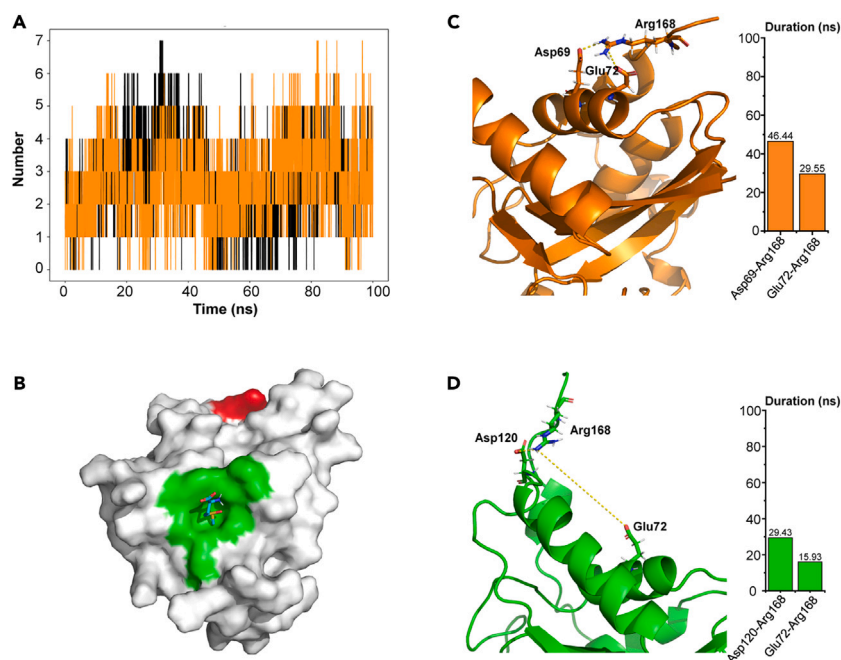 A
7
6
5
4
3
2
1
0
Number
0 20 40 60 80 100
Time (ns)
B
C
Asp69
Arg168
Glu72
Duration (ns)
100
80
60
40
20
0
46.44
29.55
Asp69-Arg168
Glu72-Arg168
D
Asp120
Arg168
Glu72
Duration (ns)
100
80
60
40
20
0
29.43
15.93
Asp120-Arg168
Glu72-Arg168